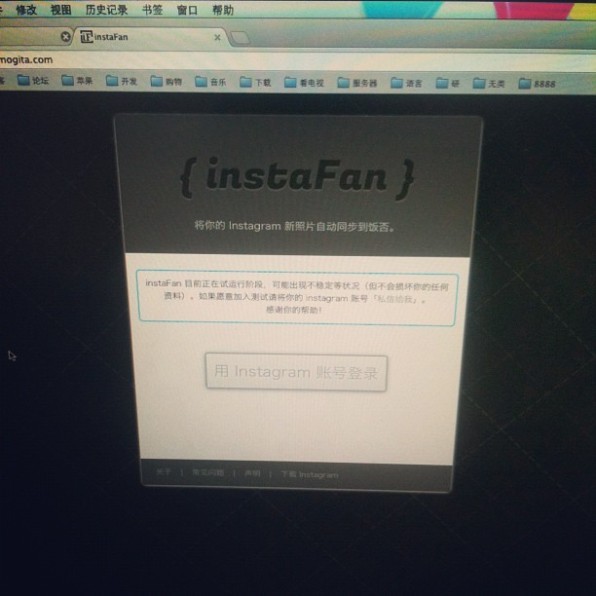 修改 视图 历史记录 书签 窗口 帮助
instaFan
mogita.com
论坛 苹果 开发 购物 音乐 下载 看电视 服务器 语言 研 无类 8888
{ instaFan }
将你的 Instagram 新照片自动同步到饭否。
instaFan 目前正在试运行阶段，可能出现不稳定等状况（但不会损坏你的任何
资料）。如果愿意加入测试请将你的 instagram 账号「私信给我」。
感谢你的帮助！
用 Instagram 账号登录
关于 | 常见问题 | 声明 | 下载 Instagram